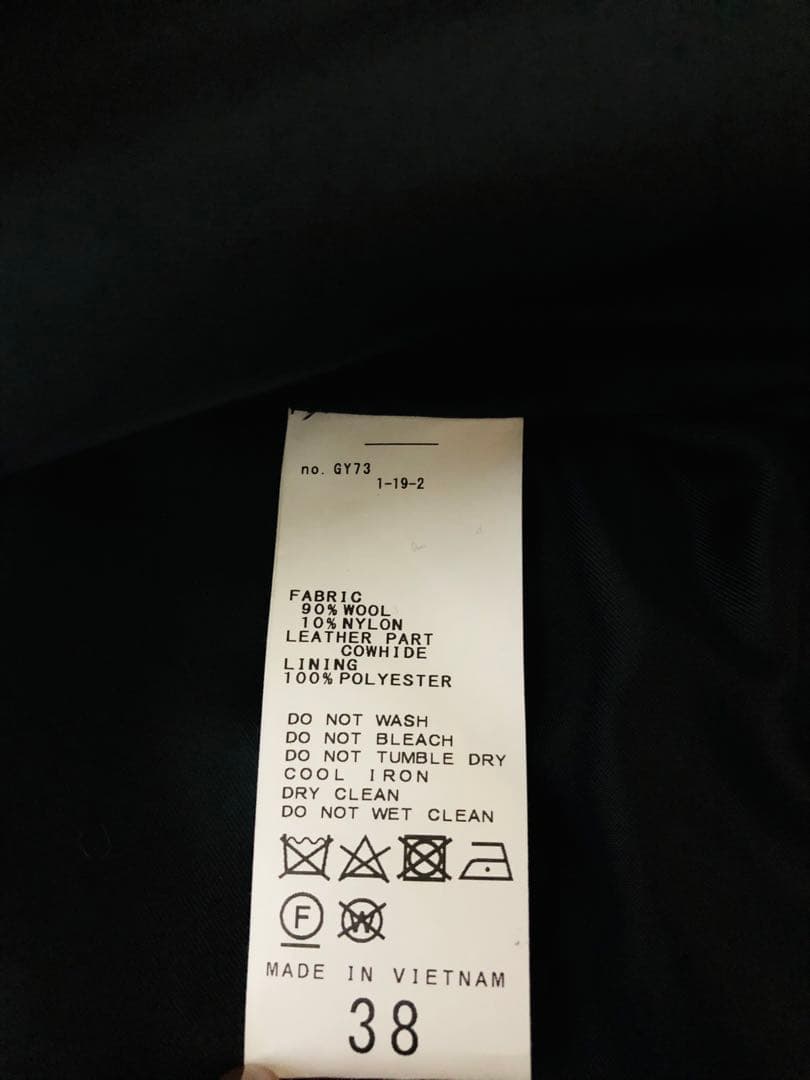 no. GY73
1-19-2
FABRIC
90% WOOL
10% NYLON
LEATHER PART
COWHIDE
LINING
100% POLYESTER
DO NOT WASH
DO NOT BLEACH
DO NOT TUMBLE DRY
COOL IRON
DRY CLEAN
DO NOT WET CLEAN
F W
MADE IN VIETNAM
38